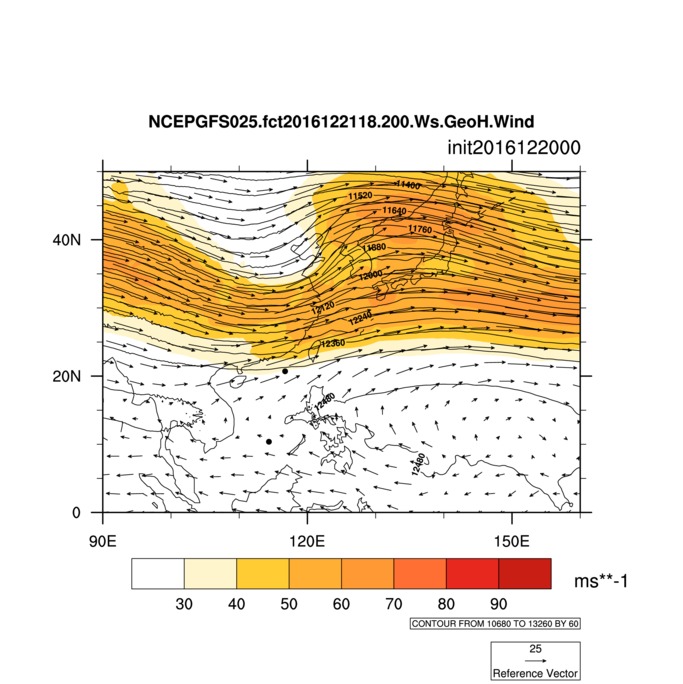 NCEPGFS025.fct2016122118.200.Ws.GeoH.Wind
init2016122000
11400
11520
11640
11760
40N
11880
12000
12120
12240
12360
20N
12480
12480
0
90E 120E 150E
ms**-1
30 40 50 60 70 80 90
CONTOUR FROM 10680 TO 13260 BY 60
25
Reference Vector